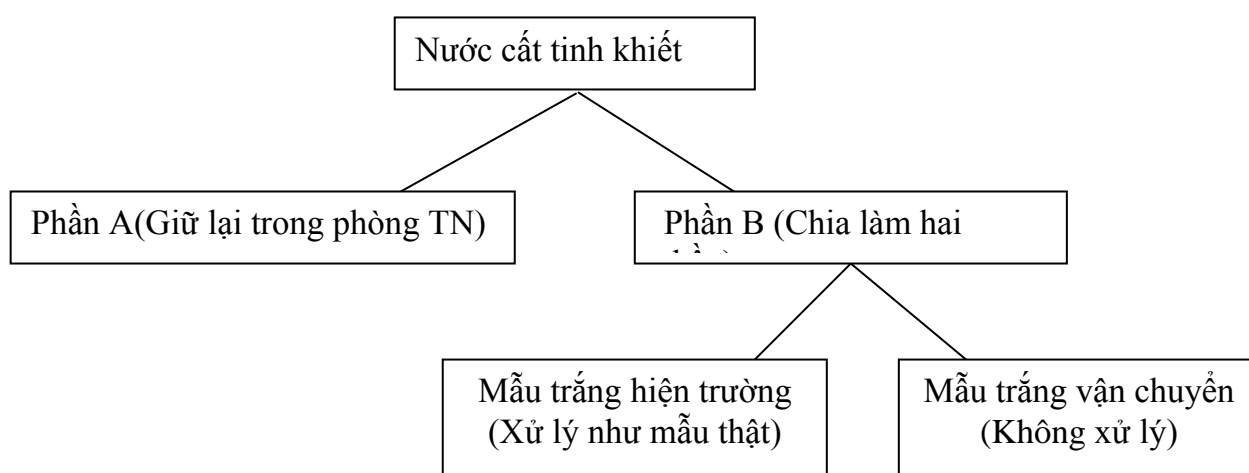 Nước cất tinh khiết
Phần A(Giữ lại trong phòng TN)
Phần B (Chia làm hai
Mẫu trắng hiện trường
(Xử lý như mẫu thật)
Mẫu trắng vận chuyển
(Không xử lý)